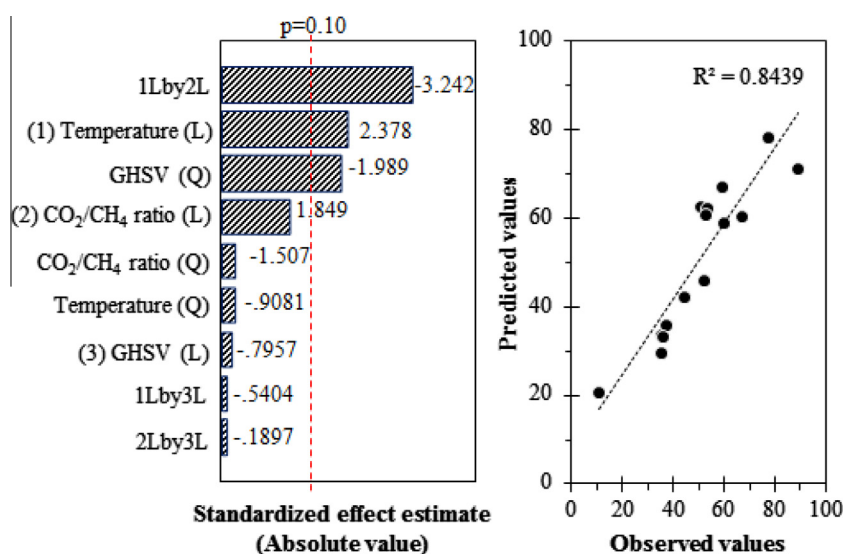 p=0.10
1Lby2L
-3.242
(1) Temperature (L)
2.378
GHSV (Q)
-1.989
(2) CO₂/CH₄ ratio (L)
1.849
CO₂/CH₄ ratio (Q)
-1.507
Temperature (Q)
-.9081
(3) GHSV (L)
-.7957
1Lby3L
-.5404
2Lby3L
-.1897
Standardized effect estimate
(Absolute value)
R² = 0.8439
Predicted values
100
80
60
40
20
0
0 20 40 60 80 100
Observed values